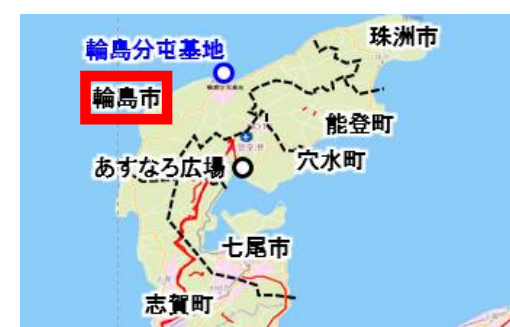 珠洲市
輪島分屯基地
輪島市
能登町
穴水町
あすなろ広場
七尾市
志賀町